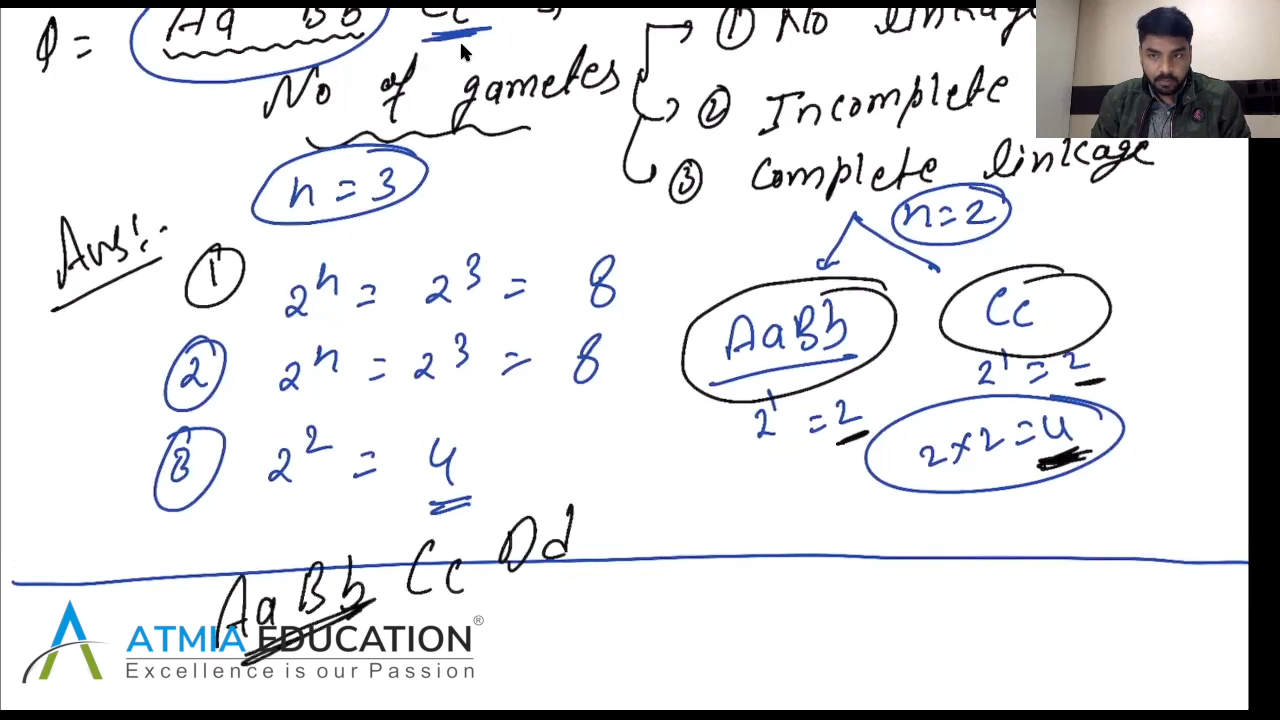 Q = Aa Bb Cc
① No linkage
No of gametes
② Incomplete
③ Complete linkage
n = 3
n=2
Ans:-
① 2ⁿ = 2³ = 8
AaBb Cc
② 2ⁿ = 2³ = 8
2¹ = 2
2¹ = 2
③ 2² = 4
2×2=4
AaBb Cc Dd
ATMIA EDUCATION®
Excellence is our Passion